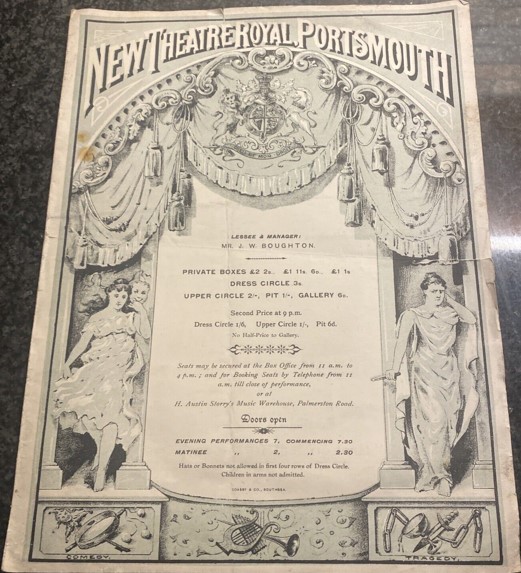 NEW THEATRE ROYAL, PORTSMOUTH
LESSEE & MANAGER:
MR. J. W. BOUGHTON.
PRIVATE BOXES £2 2s., £1 11s. 6D., £1 1s
DRESS CIRCLE 3s.
UPPER CIRCLE 2/-, PIT 1/-, GALLERY 6D.
Second Price at 9 p.m.
Dress Circle 1/6, Upper Circle 1/-, Pit 6d.
No Half-Price to Gallery.
Seats may be secured at the Box Office from 11 a.m. to
4 p.m.; and for Booking Seats by Telephone from 11
a.m. till close of performance,
or at
H. Austin Storry's Music Warehouse, Palmerston Road.
Doors open
EVENING PERFORMANCES 7, COMMENCING 7.30.
MATINEE ,, 2, ,, 2.30
Hats or Bonnets not allowed in first four rows of Dress Circle.
Children in arms not admitted.
& CO., SOUTHSEA.
COMEDY.
TRAGEDY.